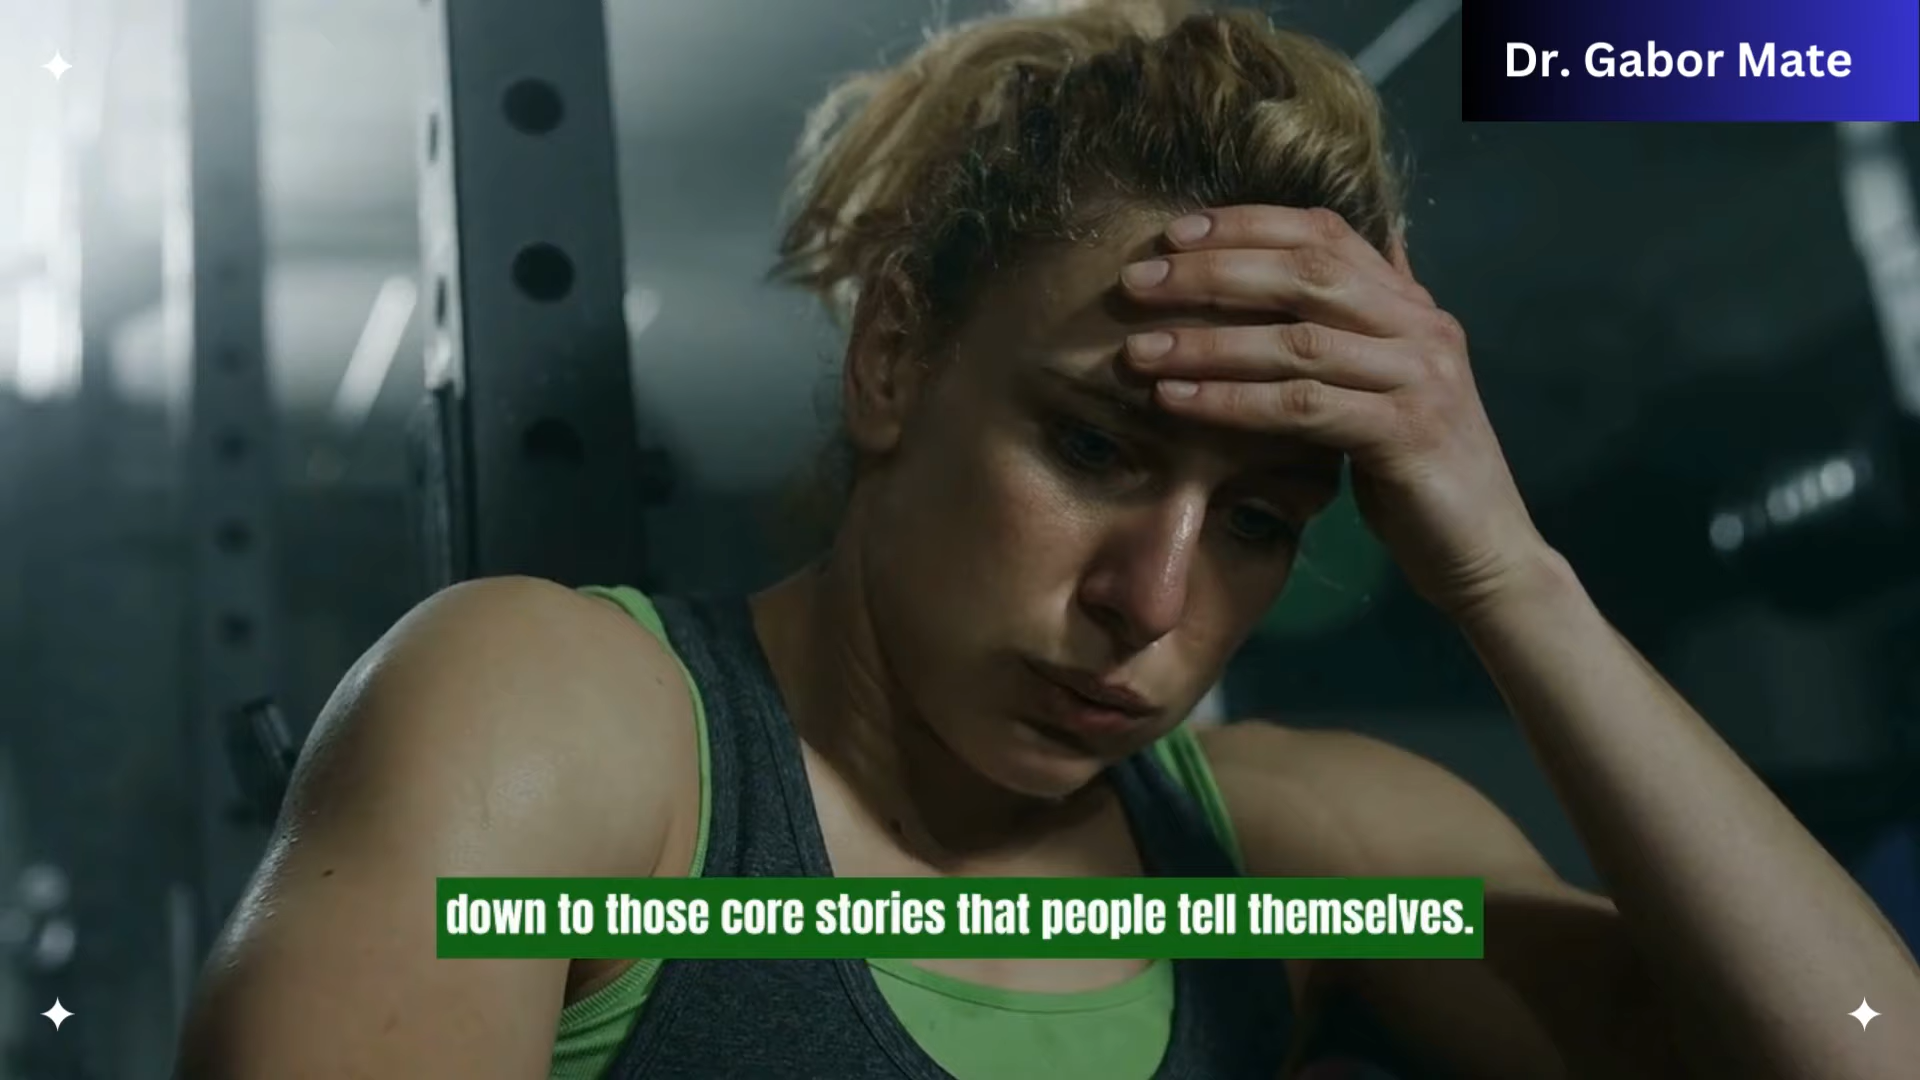 Dr. Gabor Mate
down to those core stories that people tell themselves.